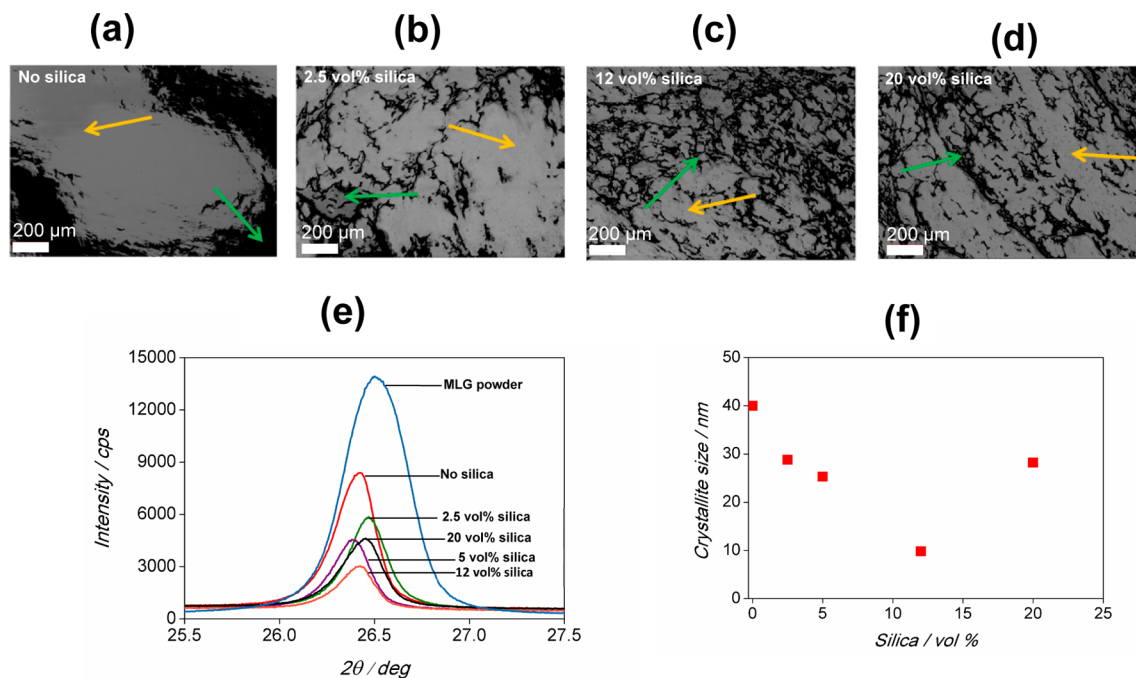 (a)
(b)
(c)
(d)
No silica
2.5 vol% silica
12 vol% silica
20 vol% silica
200 µm
200 µm
200 µm
200 µm
(e)
(f)
15000
12000
9000
6000
3000
0
Intensity / cps
MLG powder
No silica
2.5 vol% silica
20 vol% silica
5 vol% silica
12 vol% silica
25.5
26.0
26.5
27.0
27.5
2θ / deg
50
40
30
20
10
0
Crystallite size / nm
0
5
10
15
20
25
Silica / vol %